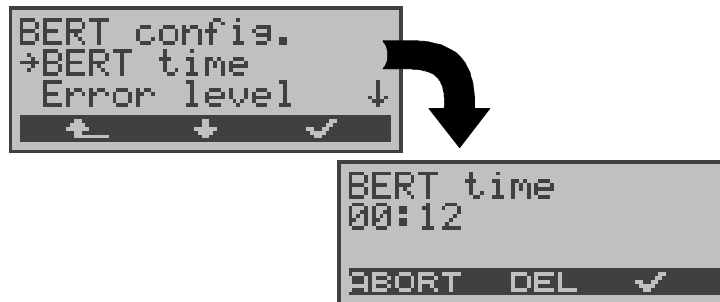 BERT config.
→BERT time
Error level ↓
BERT time
00:12
ABORT DEL ✓